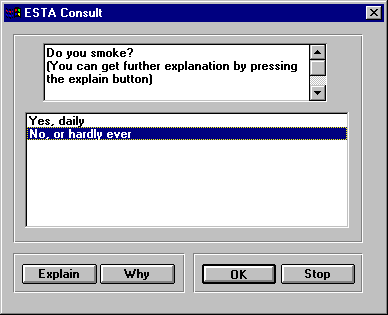 ESTA Consult
Do you smoke?
(You can get further explanation by pressing
the explain button)
Yes, daily
No, or hardly ever
Explain Why OK Stop